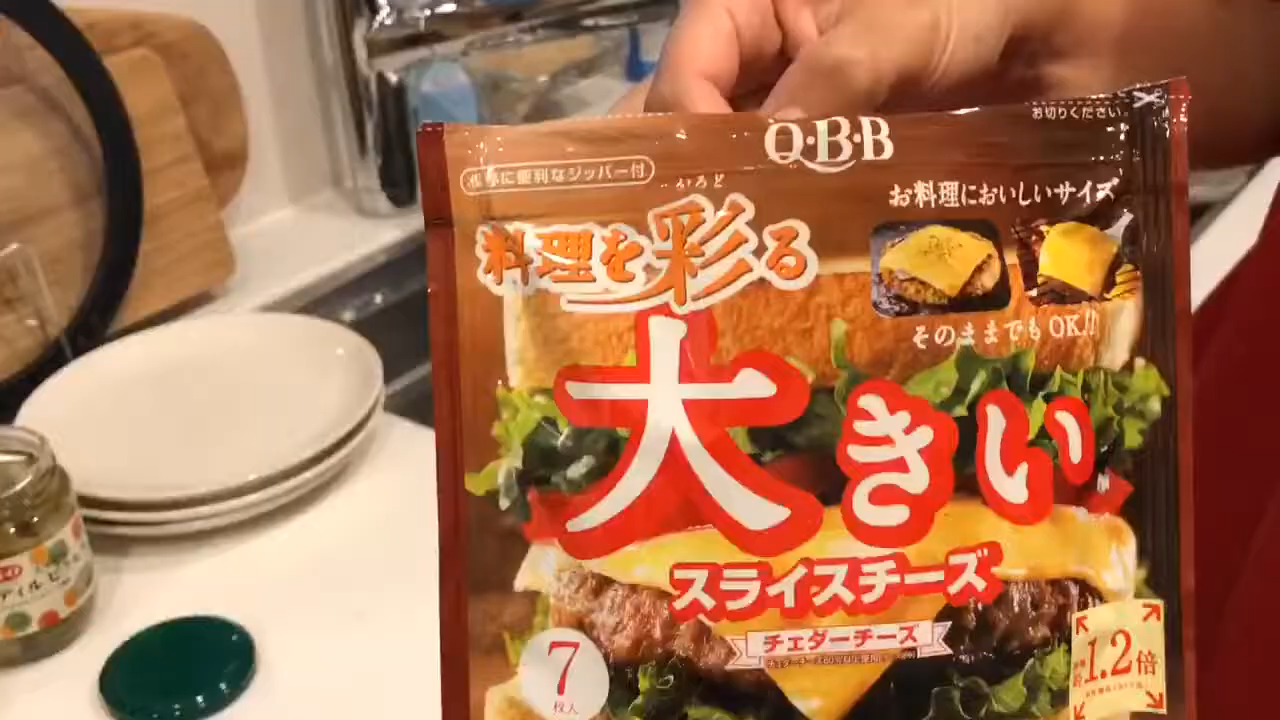 お切りください
Q・B・B
に便利なジッパー付
いろど
料理を彩る
お料理においしいサイズ
そのままでもOK!!
大きい
スライスチーズ
チェダーチーズ
7
枚入
1.2倍